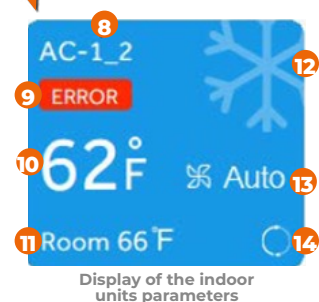 8
AC-1_2
12
9 ERROR
10 62°F
Auto 13
11 Room 66°F
14
Display of the indoor
units parameters